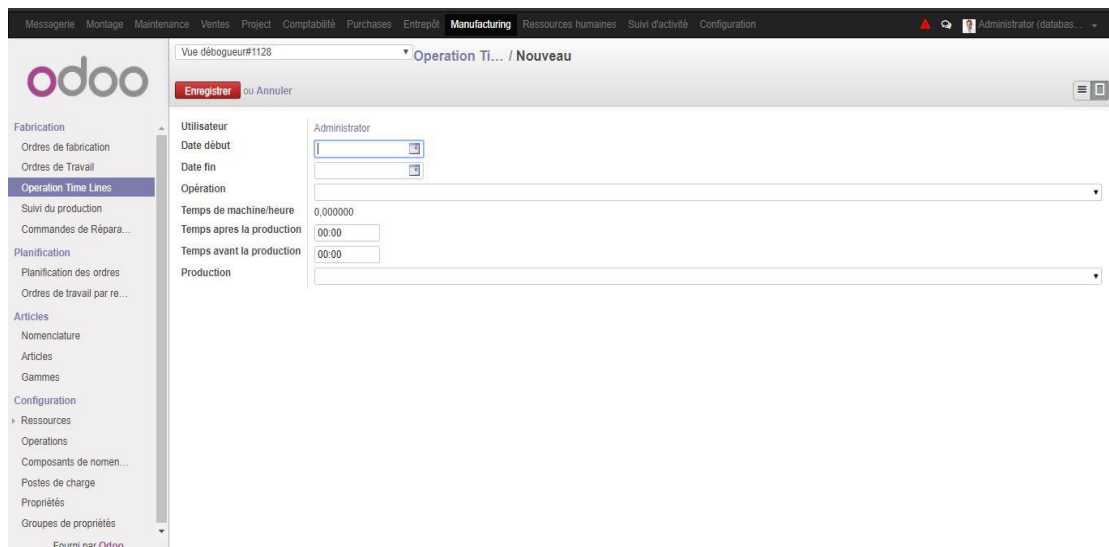 Messagerie Montage Maintenance Ventes Project Comptabilité Purchases Entrepôt Manufacturing Ressources humaines Suivi d'activité Configuration Administrator (databas...
odoo
Vue débogueur#1128 Operation Ti... / Nouveau
Enregistrer ou Annuler
Fabrication
Ordres de fabrication
Ordres de Travail
Operation Time Lines
Suivi du production
Commandes de Répara...
Planification
Planification des ordres
Ordres de travail par re...
Articles
Nomenclature
Articles
Gammes
Configuration
Ressources
Operations
Composants de nomen...
Postes de charge
Propriétés
Groupes de propriétés
Fourni par Odoo
Utilisateur Administrator
Date début
Date fin
Opération
Temps de machine/heure 0,000000
Temps apres la production 00:00
Temps avant la production 00:00
Production